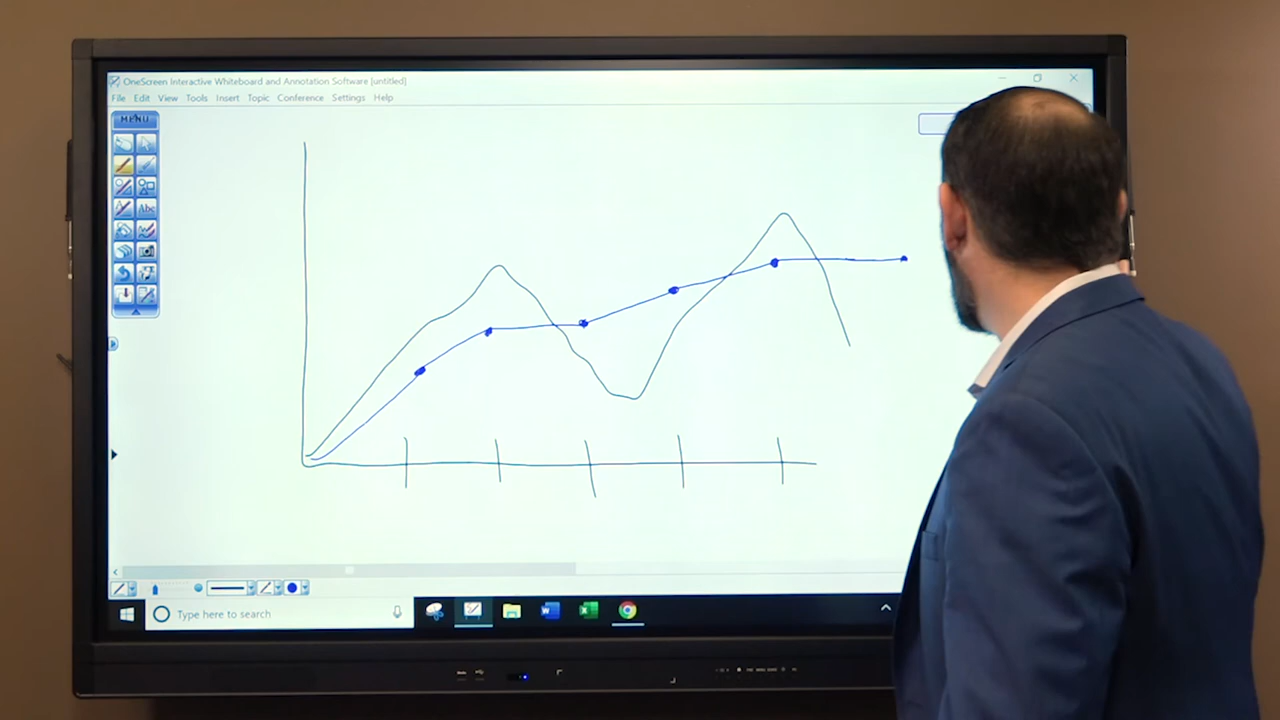 OneScreen Interactive Whiteboard and Annotation Software [untitled]
File Edit View Tools Insert Topic Conference Settings Help
MENU
Abc
Type here to search